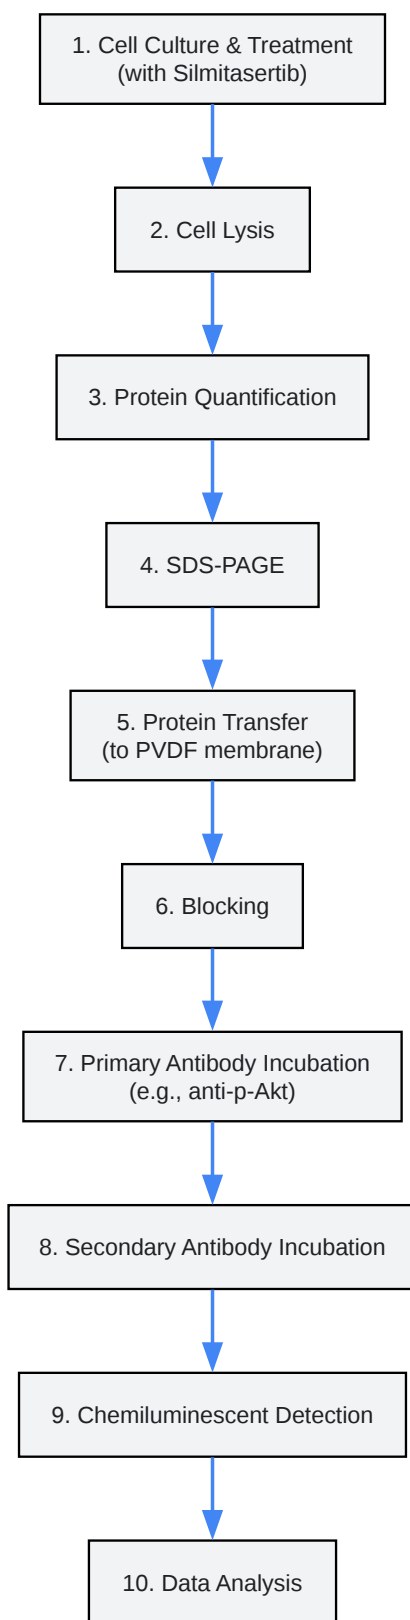 1. Cell Culture & Treatment
(with Silmitasertib)
2. Cell Lysis
3. Protein Quantification
4. SDS-PAGE
5. Protein Transfer
(to PVDF membrane)
6. Blocking
7. Primary Antibody Incubation
(e.g., anti-p-Akt)
8. Secondary Antibody Incubation
9. Chemiluminescent Detection
10. Data Analysis